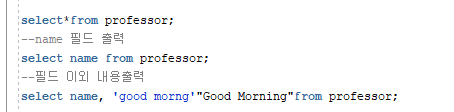 select*from professor;
--name 필드 출력
select name from professor;
--필드 이외 내용출력
select name, 'good morng'"Good Morning"from professor;